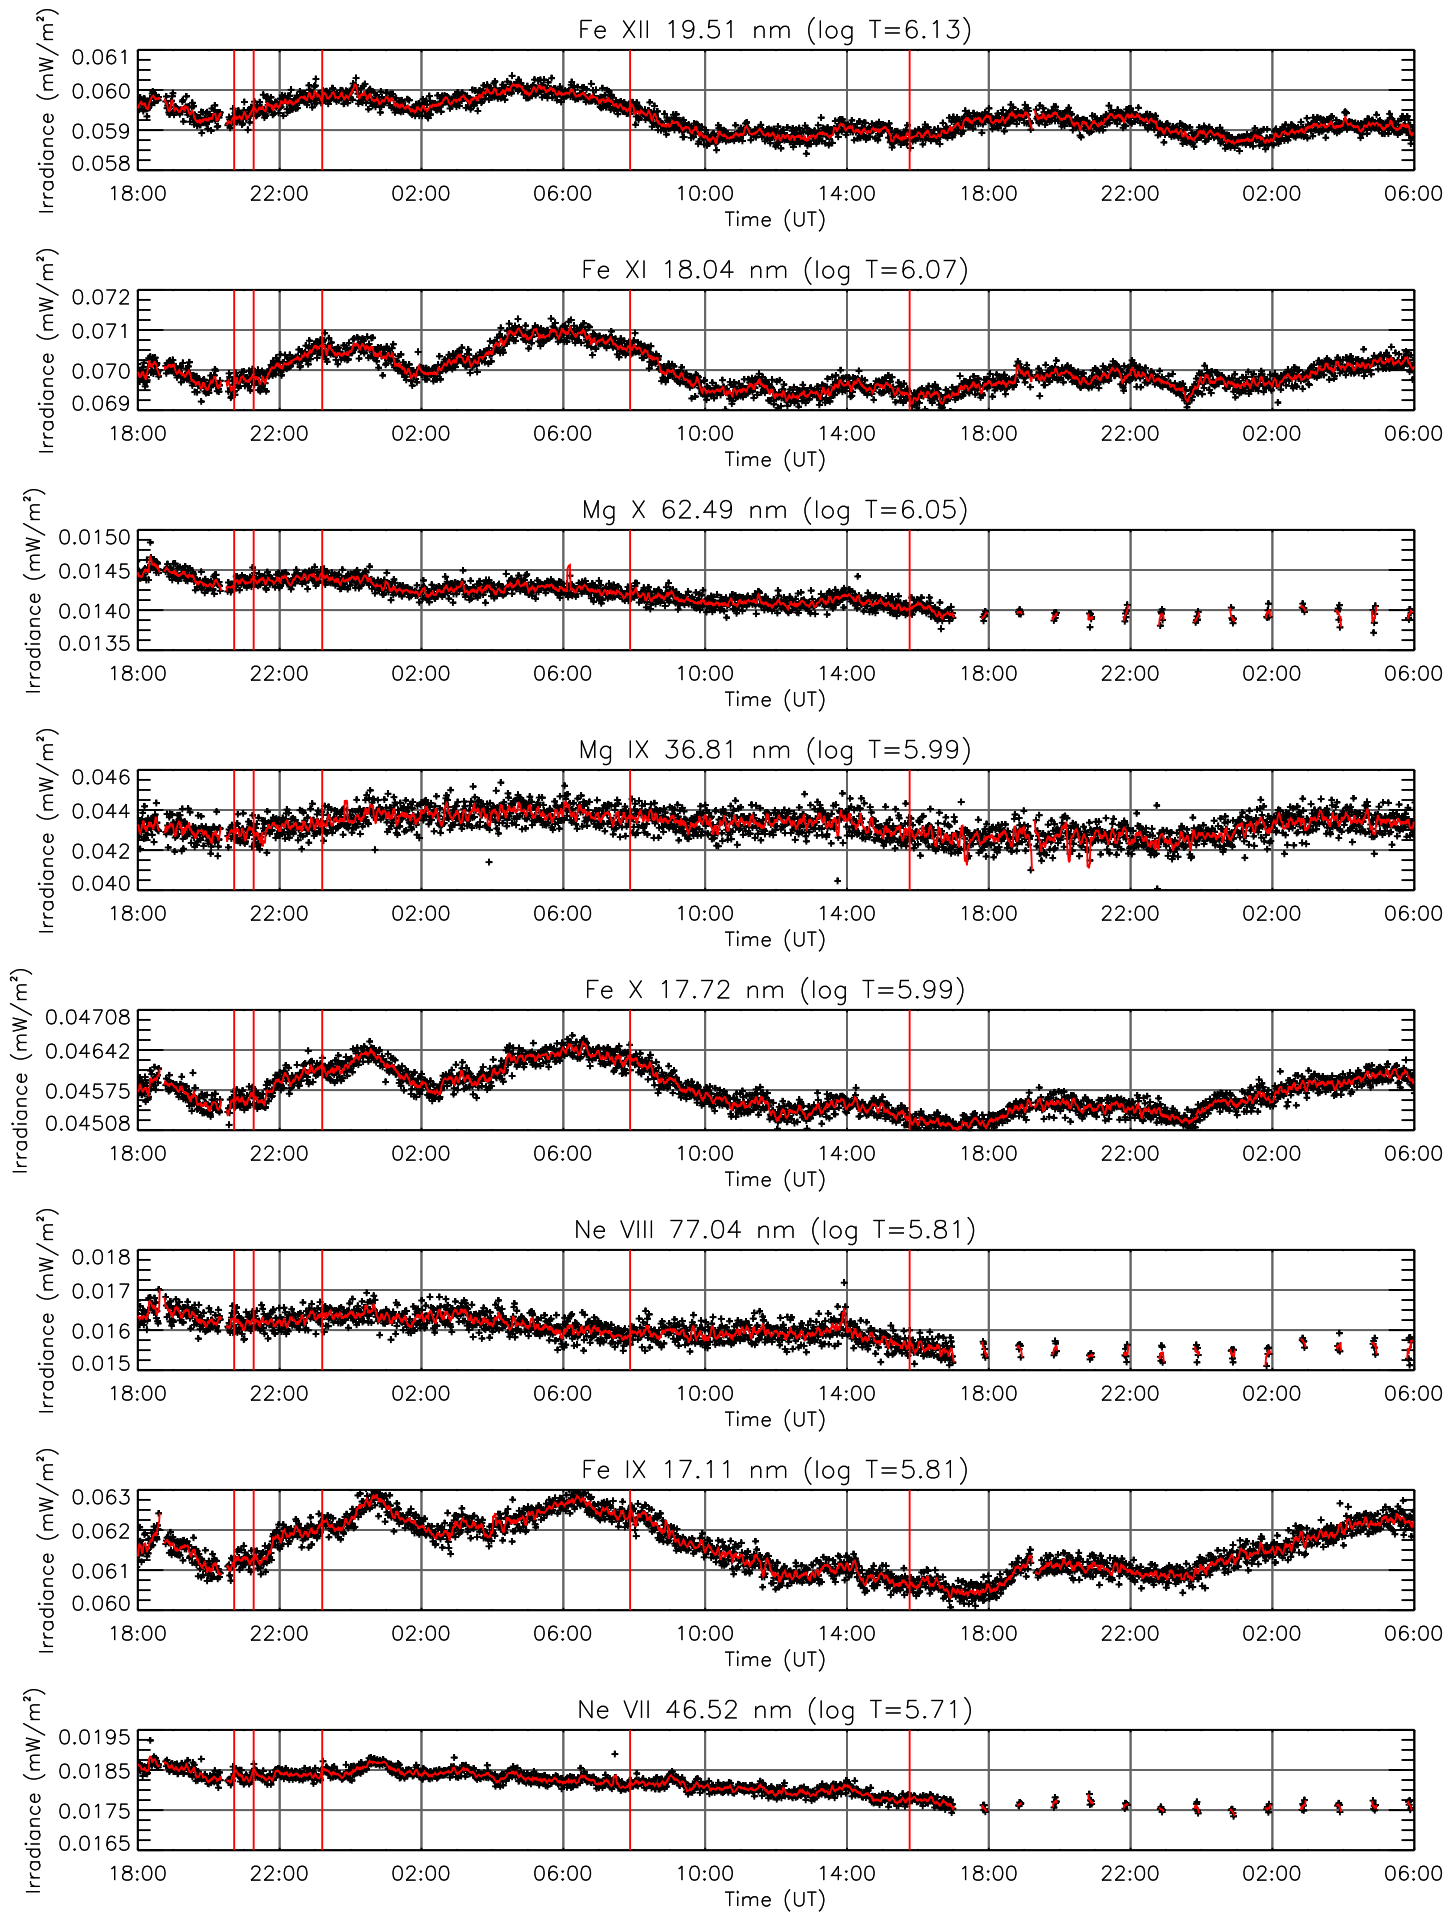 Fe XII 19.51 nm (log T=6.13)
Irradiance (mW/m²)
0.061
0.060
0.059
0.058
18:00 22:00 02:00 06:00 10:00 14:00 18:00 22:00 02:00 06:00
Time (UT)
Fe XI 18.04 nm (log T=6.07)
Irradiance (mW/m²)
0.072
0.071
0.070
0.069
18:00 22:00 02:00 06:00 10:00 14:00 18:00 22:00 02:00 06:00
Time (UT)
Mg X 62.49 nm (log T=6.05)
Irradiance (mW/m²)
0.0150
0.0145
0.0140
0.0135
18:00 22:00 02:00 06:00 10:00 14:00 18:00 22:00 02:00 06:00
Time (UT)
Mg IX 36.81 nm (log T=5.99)
Irradiance (mW/m²)
0.046
0.044
0.042
0.040
18:00 22:00 02:00 06:00 10:00 14:00 18:00 22:00 02:00 06:00
Time (UT)
Fe X 17.72 nm (log T=5.99)
Irradiance (mW/m²)
0.04708
0.04642
0.04575
0.04508
18:00 22:00 02:00 06:00 10:00 14:00 18:00 22:00 02:00 06:00
Time (UT)
Ne VIII 77.04 nm (log T=5.81)
Irradiance (mW/m²)
0.018
0.017
0.016
0.015
18:00 22:00 02:00 06:00 10:00 14:00 18:00 22:00 02:00 06:00
Time (UT)
Fe IX 17.11 nm (log T=5.81)
Irradiance (mW/m²)
0.063
0.062
0.061
0.060
18:00 22:00 02:00 06:00 10:00 14:00 18:00 22:00 02:00 06:00
Time (UT)
Ne VII 46.52 nm (log T=5.71)
Irradiance (mW/m²)
0.0195
0.0185
0.0175
0.0165
18:00 22:00 02:00 06:00 10:00 14:00 18:00 22:00 02:00 06:00
Time (UT)